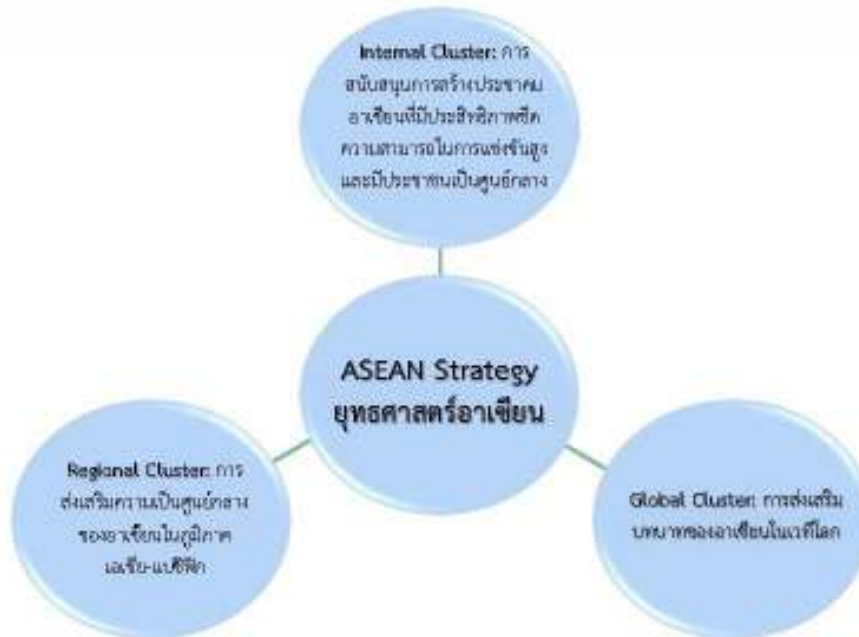 Internal Cluster: การ
สนับสนุนการสร้างประชาคม
อาเซียนที่มีประสิทธิภาพขีด
ความสามารถในการแข่งขันสูง
และมีประชาชนเป็นศูนย์กลาง
ASEAN Strategy
ยุทธศาสตร์อาเซียน
Regional Cluster: การ
ส่งเสริมความเป็นศูนย์กลาง
ของอาเซียนในภูมิภาค
เอเชีย-แปซิฟิก
Global Cluster: การส่งเสริม
บทบาทของอาเซียนในเวทีโลก